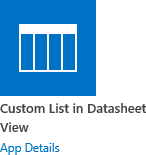 Custom List in Datasheet
View
App Details